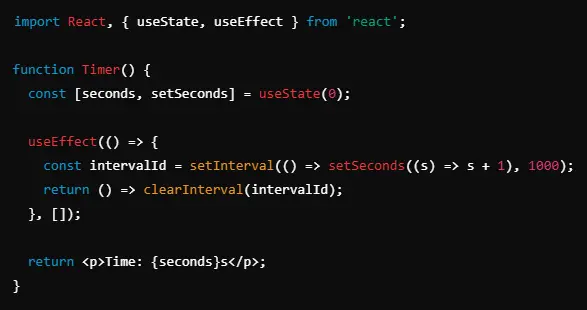 import React, { useState, useEffect } from 'react';
function Timer() {
const [seconds, setSeconds] = useState(0);
useEffect(() => {
const intervalId = setInterval(() => setSeconds((s) => s + 1), 1000);
return () => clearInterval(intervalId);
}, []);
return <p>Time: {seconds}s</p>;
}